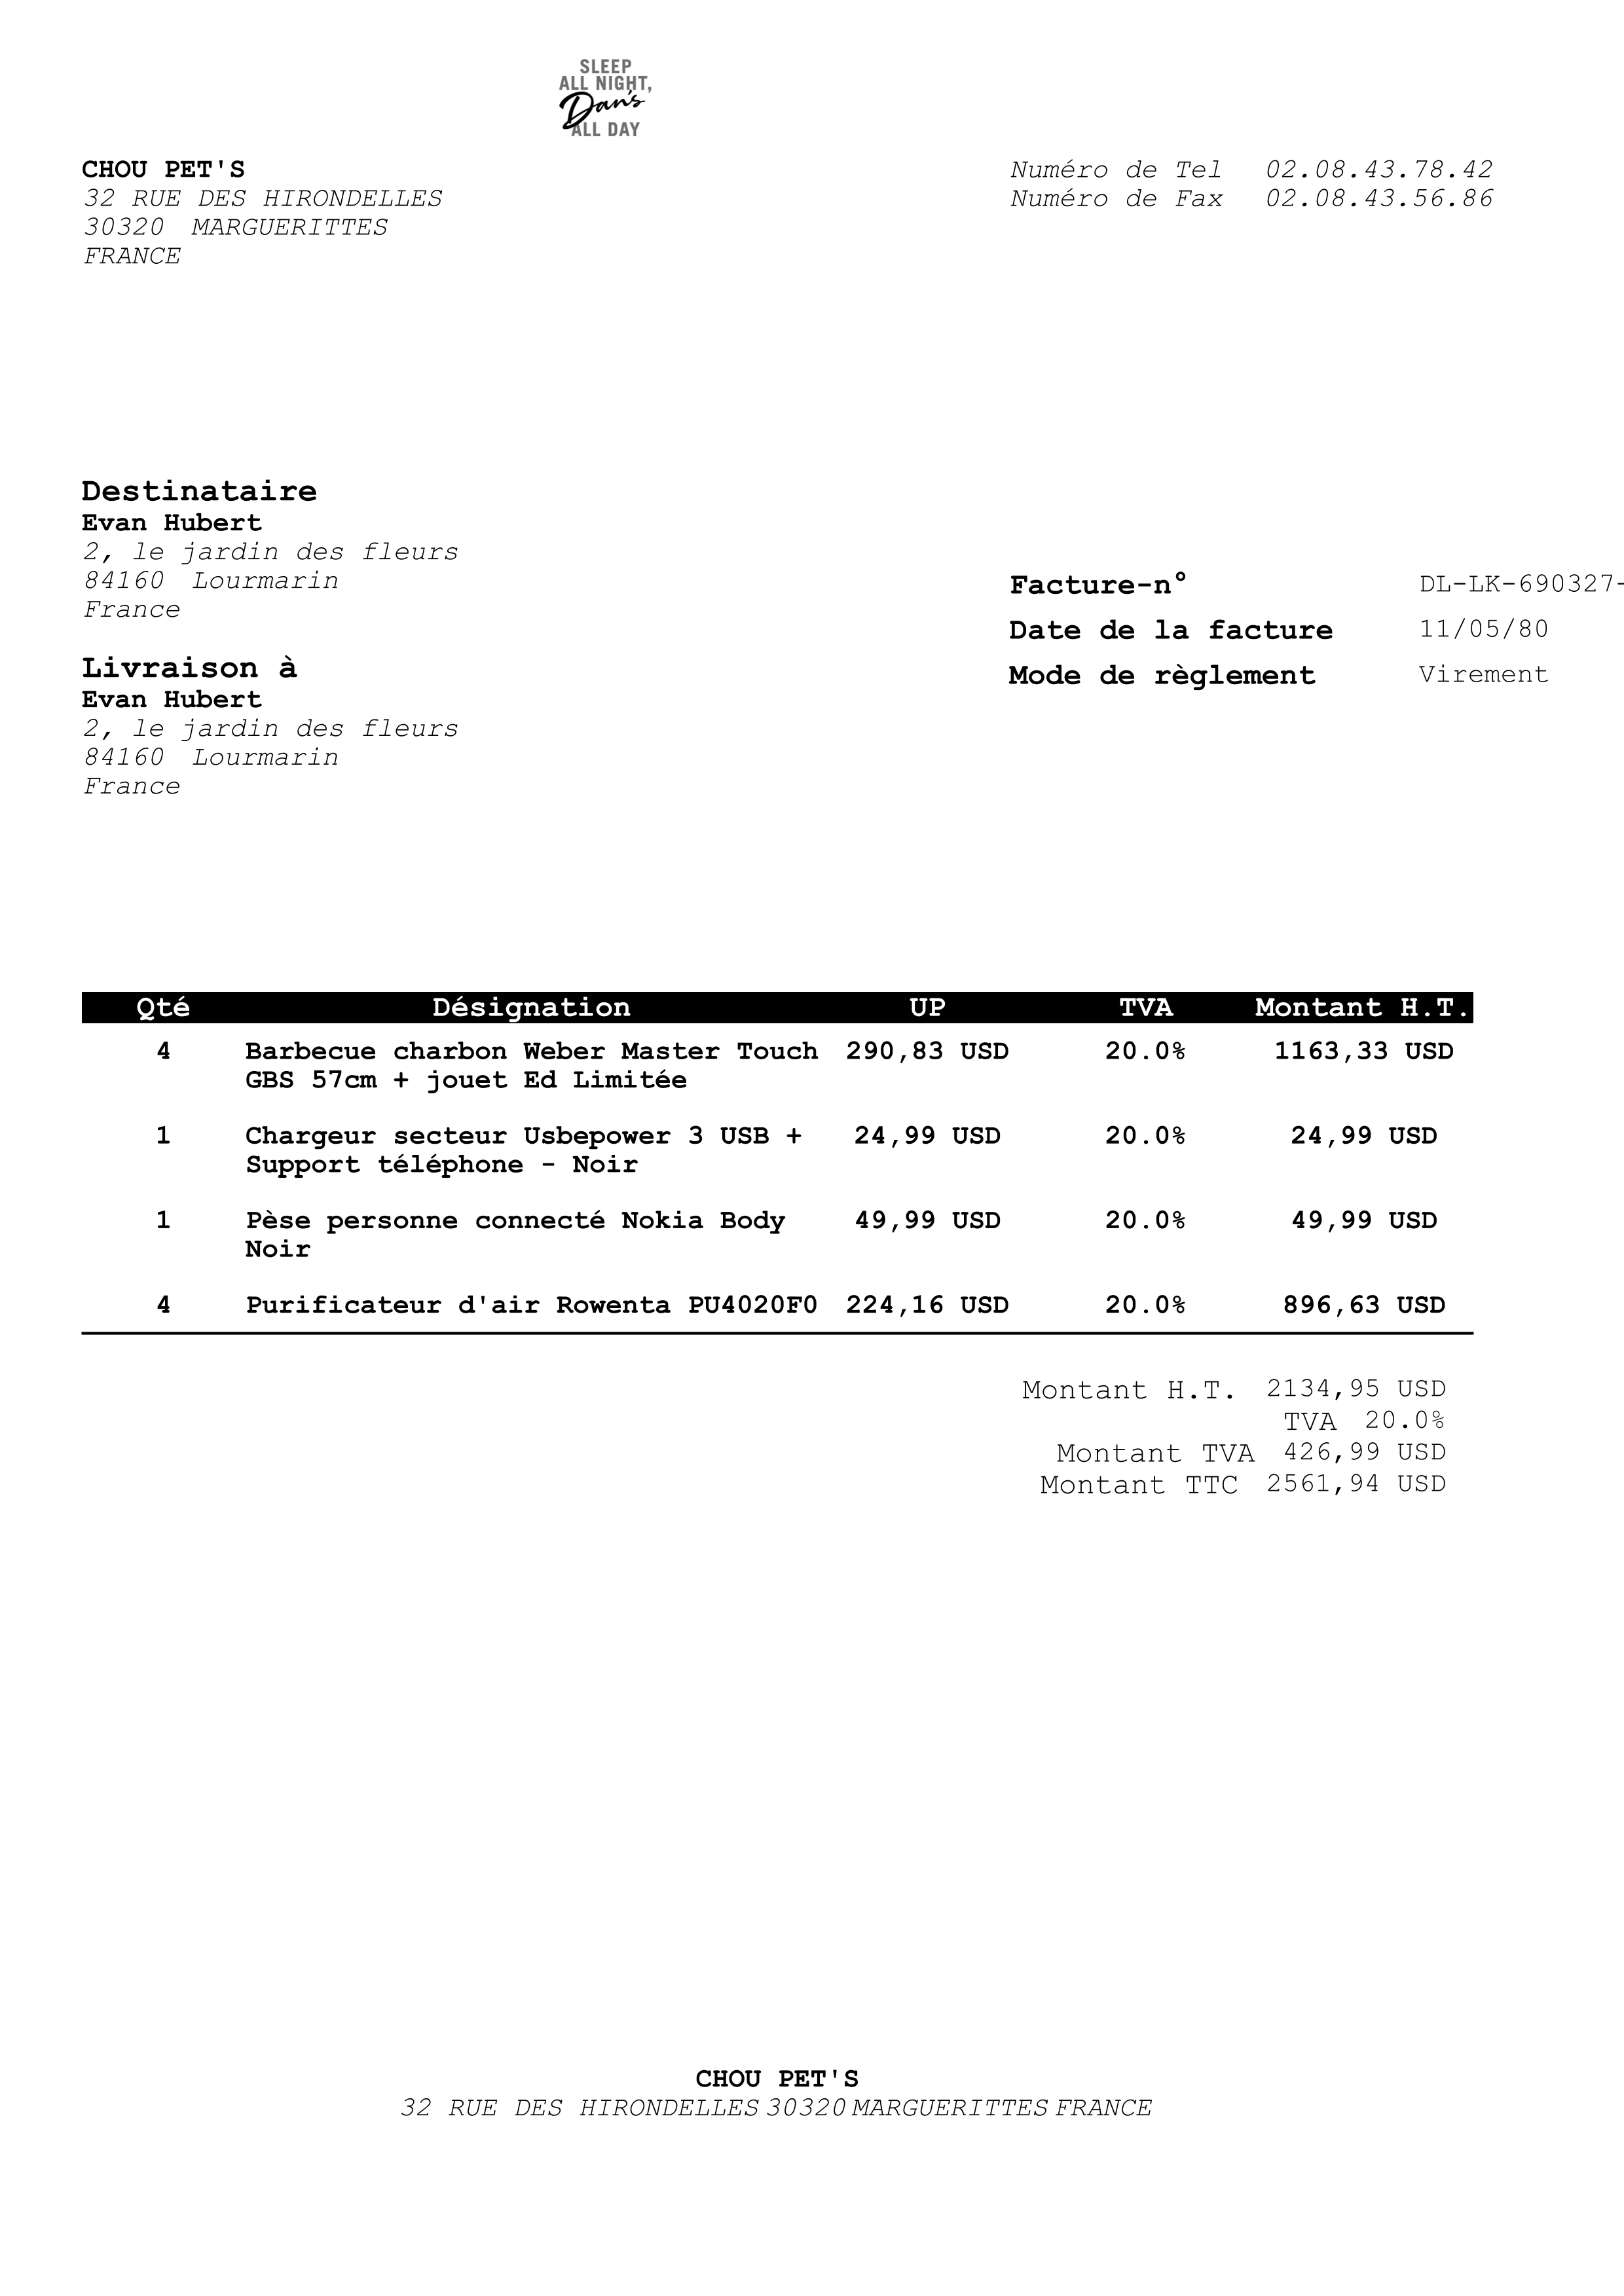 SLEEP
ALL NIGHT,
Dan's
ALL DAY
CHOU PET'S
32 RUE DES HIRONDELLES
30320 MARGUERITTES
FRANCE
Numéro de Tel 02.08.43.78.42
Numéro de Fax 02.08.43.56.86
Destinataire
Evan Hubert
2, le jardin des fleurs
84160 Lourmarin
France
Livraison à
Evan Hubert
2, le jardin des fleurs
84160 Lourmarin
France
Facture-n° DL-LK-690327-
Date de la facture 11/05/80
Mode de règlement Virement
Qté Désignation UP TVA Montant H.T.
4 Barbecue charbon Weber Master Touch 290,83 USD 20.0% 1163,33 USD
GBS 57cm + jouet Ed Limitée
1 Chargeur secteur Usbepower 3 USB + 24,99 USD 20.0% 24,99 USD
Support téléphone - Noir
1 Pèse personne connecté Nokia Body 49,99 USD 20.0% 49,99 USD
Noir
4 Purificateur d'air Rowenta PU4020F0 224,16 USD 20.0% 896,63 USD
Montant H.T. 2134,95 USD
TVA 20.0%
Montant TVA 426,99 USD
Montant TTC 2561,94 USD
CHOU PET'S
32 RUE DES HIRONDELLES 30320 MARGUERITTES FRANCE